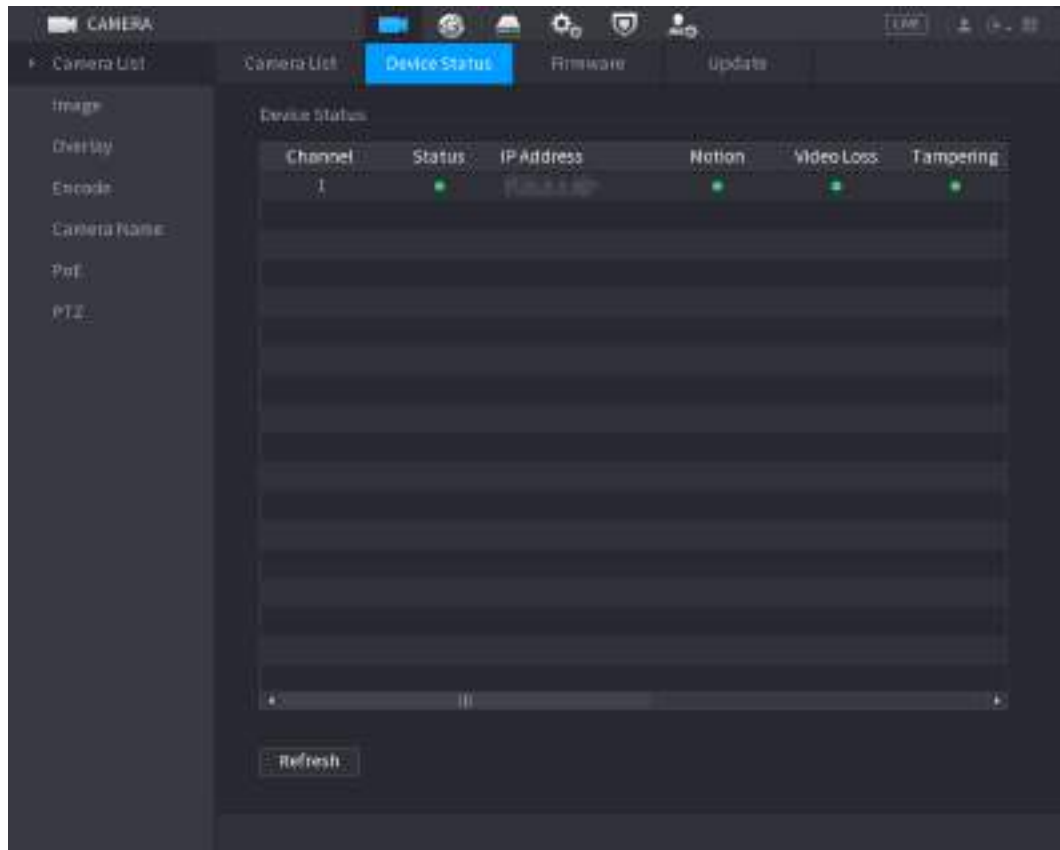 CAMERA
LIVE
Camera List
Camera List
Device Status
Firmware
Update
Image
Overlay
Encode
Camera Name
PoE
PTZ
Device Status
Channel
Status
IP Address
Motion
Video Loss
Tampering
1
Refresh